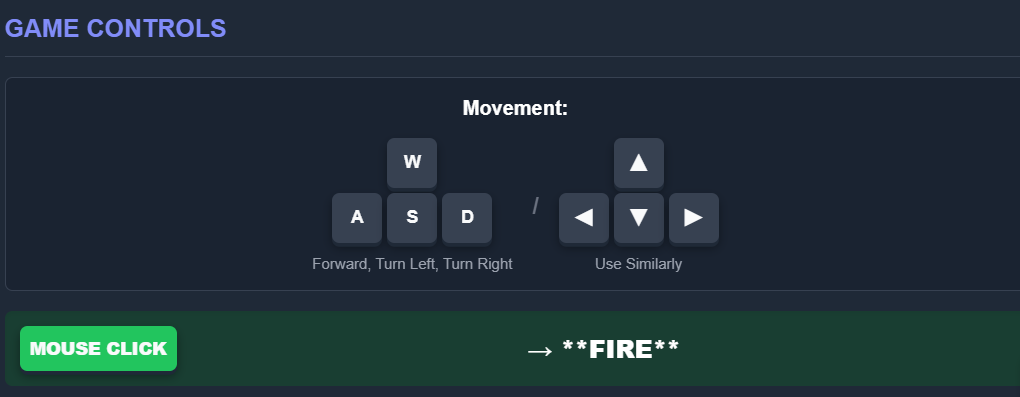 GAME CONTROLS
Movement:
W
A S D / ◀ ▼ ▶
▲
Forward, Turn Left, Turn Right
Use Similarly
MOUSE CLICK → **FIRE**